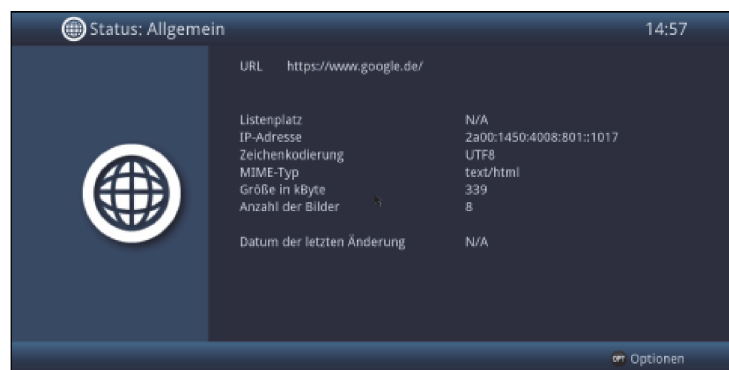 Status: Allgemein 14:57
URL https://www.google.de/
Listenplatz N/A
IP-Adresse 2a00:1450:4008:801::1017
Zeichenkodierung UTF8
MIME-Typ text/html
Größe in kByte 339
Anzahl der Bilder 8
Datum der letzten Änderung N/A
OPT Optionen